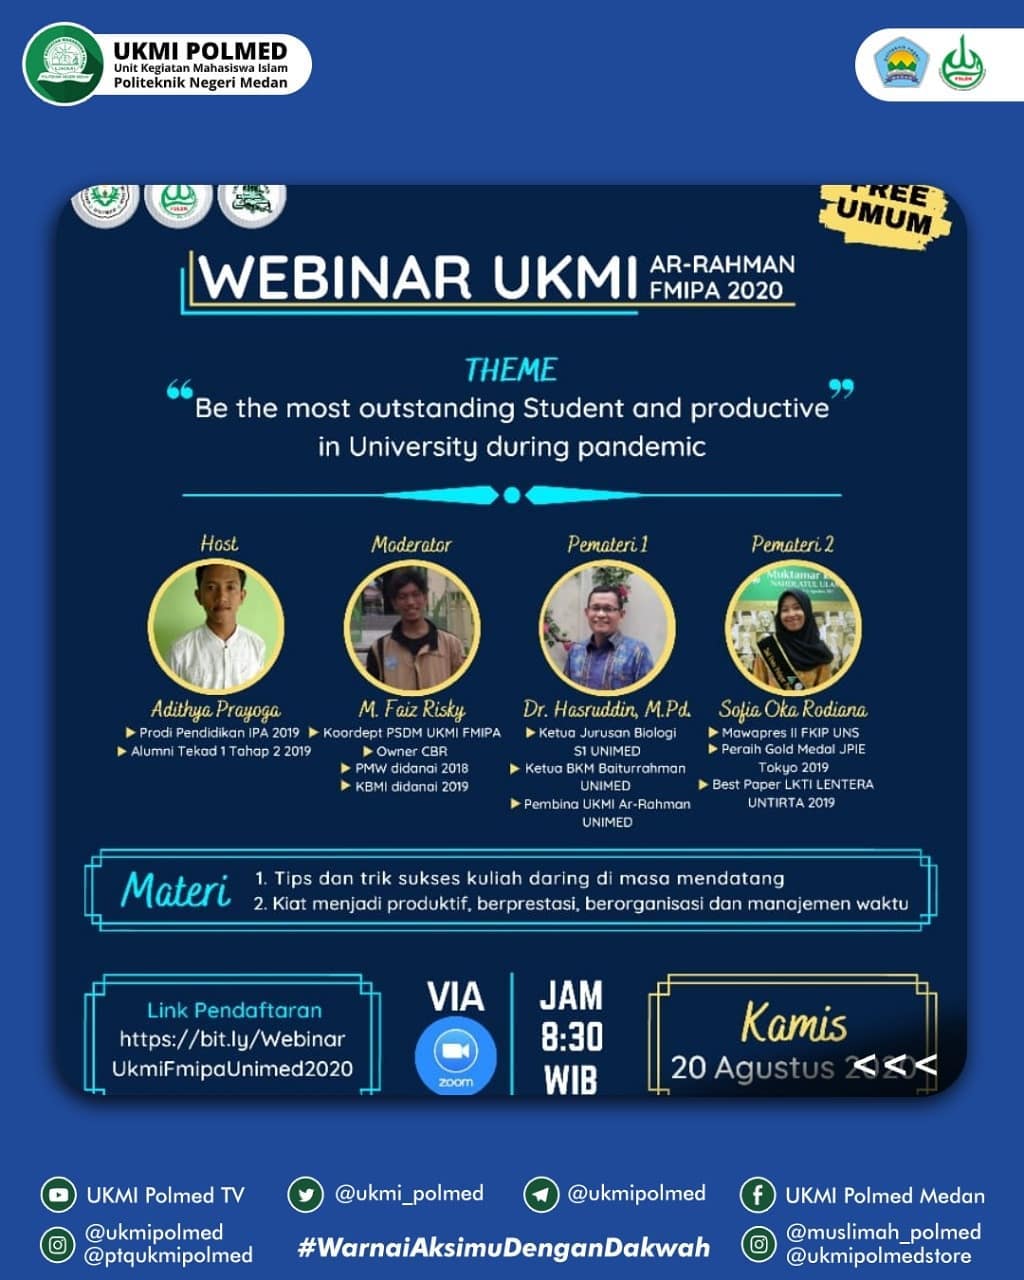 UKMI POLMED
Unit Kegiatan Mahasiswa Islam
Politeknik Negeri Medan
FREE
UMUM
WEBINAR UKMI
AR-RAHMAN
FMIPA 2020
THEME
“Be the most outstanding Student and productive”
in University during pandemic
Host
Moderator
Pemateri 1
Pemateri 2
Adithya Prayoga
Prodi Pendidikan IPA 2019
Alumni Tekad 1 Tahap 2 2019
M. Faiz Risky
Koordept PSDM UKMI FMIPA
Owner CBR
PMW didanai 2018
KBMI didanai 2019
Dr. Hasruddin, M.Pd.
Ketua Jurusan Biologi
S1 UNIMED
Ketua BKM Baiturrahman
UNIMED
Pembina UKMI Ar-Rahman
UNIMED
Muktamar
Sofia Oka Rodiana
Mawapres II FKIP UNS
Peraih Gold Medal JPIE
Tokyo 2019
Best Paper LKTI LENTERA
UNTIRTA 2019
Materi
1. Tips dan trik sukses kuliah daring di masa mendatang
2. Kiat menjadi produktif, berprestasi, berorganisasi dan manajemen waktu
Link Pendaftaran
https://bit.ly/Webinar
UkmiFmipaUnimed2020
VIA
zoom
JAM
8:30
WIB
Kamis
20 Agustus 2020
<<<
UKMI Polmed TV
@ukmi_polmed
@ukmipolmed
UKMI Polmed Medan
@ukmipolmed
@ptqukmipolmed
#WarnaiAksimuDenganDakwah
@muslimah_polmed
@ukmipolmedstore